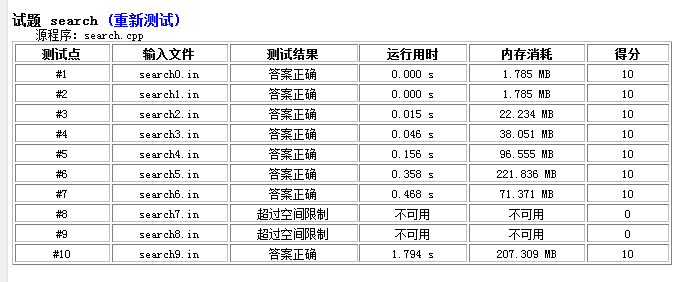 试题 search (重新测试)
源程序: search.cpp
测试点 输入文件 测试结果 运行用时 内存消耗 得分
#1 search0.in 答案正确 0.000 s 1.785 MB 10
#2 search1.in 答案正确 0.000 s 1.785 MB 10
#3 search2.in 答案正确 0.015 s 22.234 MB 10
#4 search3.in 答案正确 0.046 s 38.051 MB 10
#5 search4.in 答案正确 0.156 s 96.555 MB 10
#6 search5.in 答案正确 0.358 s 221.836 MB 10
#7 search6.in 答案正确 0.468 s 71.371 MB 10
#8 search7.in 超过空间限制 不可用 不可用 0
#9 search8.in 超过空间限制 不可用 不可用 0
#10 search9.in 答案正确 1.794 s 207.309 MB 10